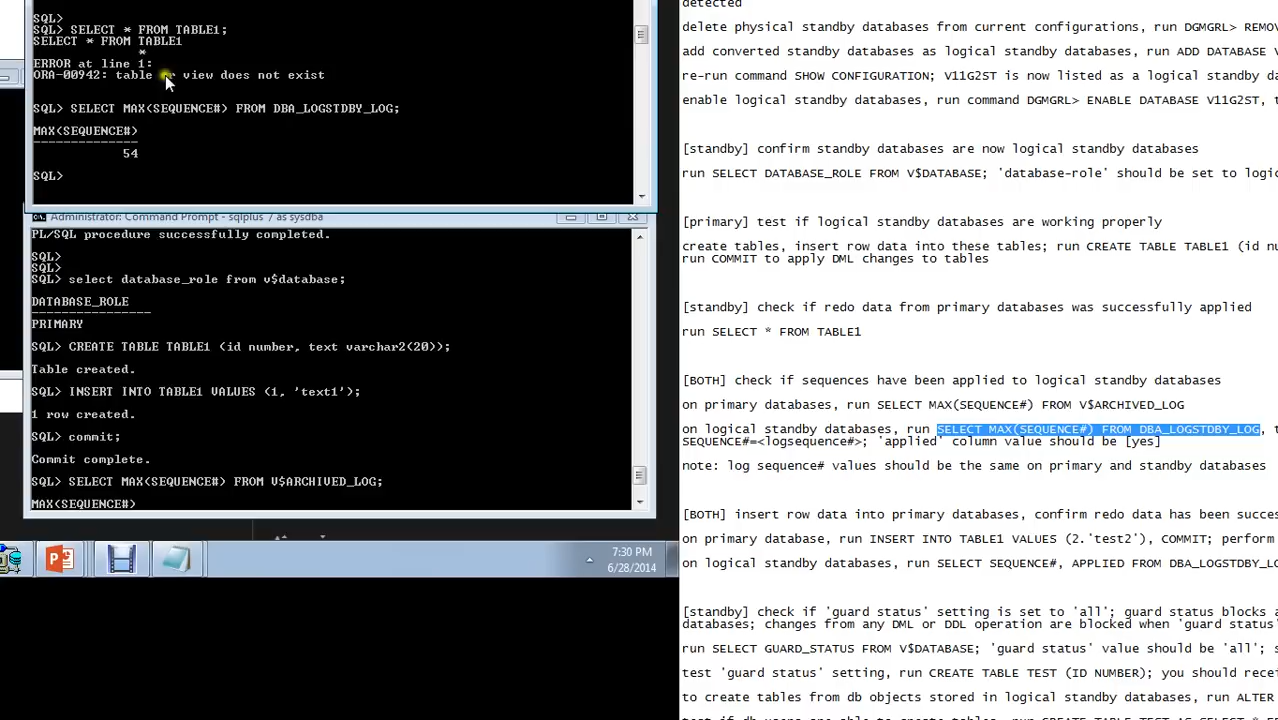 SQL>
SQL> SELECT * FROM TABLE1;
SELECT * FROM TABLE1
*
ERROR at line 1:
ORA-00942: table or view does not exist
SQL> SELECT MAX(SEQUENCE#) FROM DBA_LOGSTDBY_LOG;
MAX(SEQUENCE#)
--------------
54
SQL>
Administrator: Command Prompt - sqlplus / as sysdba
PL/SQL procedure successfully completed.
SQL>
SQL>
SQL> select database_role from v$database;
DATABASE_ROLE
----------------
PRIMARY
SQL> CREATE TABLE TABLE1 (id number, text varchar2(20));
Table created.
SQL> INSERT INTO TABLE1 VALUES (1, 'text1');
1 row created.
SQL> commit;
Commit complete.
SQL> SELECT MAX(SEQUENCE#) FROM V$ARCHIVED_LOG;
MAX(SEQUENCE#)
7:30 PM
6/28/2014
detected
delete physical standby databases from current configurations, run DGMGRL> REMOV
add converted standby databases as logical standby databases, run ADD DATABASE V
re-run command SHOW CONFIGURATION; V11G2ST is now listed as a logical standby da
enable logical standby databases, run command DGMGRL> ENABLE DATABASE V11G2ST, t
[standby] confirm standby databases are now logical standby databases
run SELECT DATABASE_ROLE FROM V$DATABASE; 'database-role' should be set to logic
[primary] test if logical standby databases are working properly
create tables, insert row data into these tables; run CREATE TABLE TABLE1 (id nu
run COMMIT to apply DML changes to tables
[standby] check if redo data from primary databases was successfully applied
run SELECT * FROM TABLE1
[BOTH] check if sequences have been applied to logical standby databases
on primary databases, run SELECT MAX(SEQUENCE#) FROM V$ARCHIVED_LOG
on logical standby databases, run SELECT MAX(SEQUENCE#) FROM DBA_LOGSTDBY_LOG, t
SEQUENCE#=<logsequence#>; 'applied' column value should be [yes]
note: log sequence# values should be the same on primary and standby databases
[BOTH] insert row data into primary databases, confirm redo data has been succes
on primary database, run INSERT INTO TABLE1 VALUES (2.'test2'), COMMIT; perform
on logical standby databases, run SELECT SEQUENCE#, APPLIED FROM DBA_LOGSTDBY_LO
[standby] check if 'guard status' setting is set to 'all'; guard status blocks a
databases; changes from any DML or DDL operation are blocked when 'guard status'
run SELECT GUARD_STATUS FROM V$DATABASE; 'guard status' value should be 'all'; s
test 'guard status' setting, run CREATE TABLE TEST (ID NUMBER); you should recei
to create tables from db objects stored in logical standby databases, run ALTER